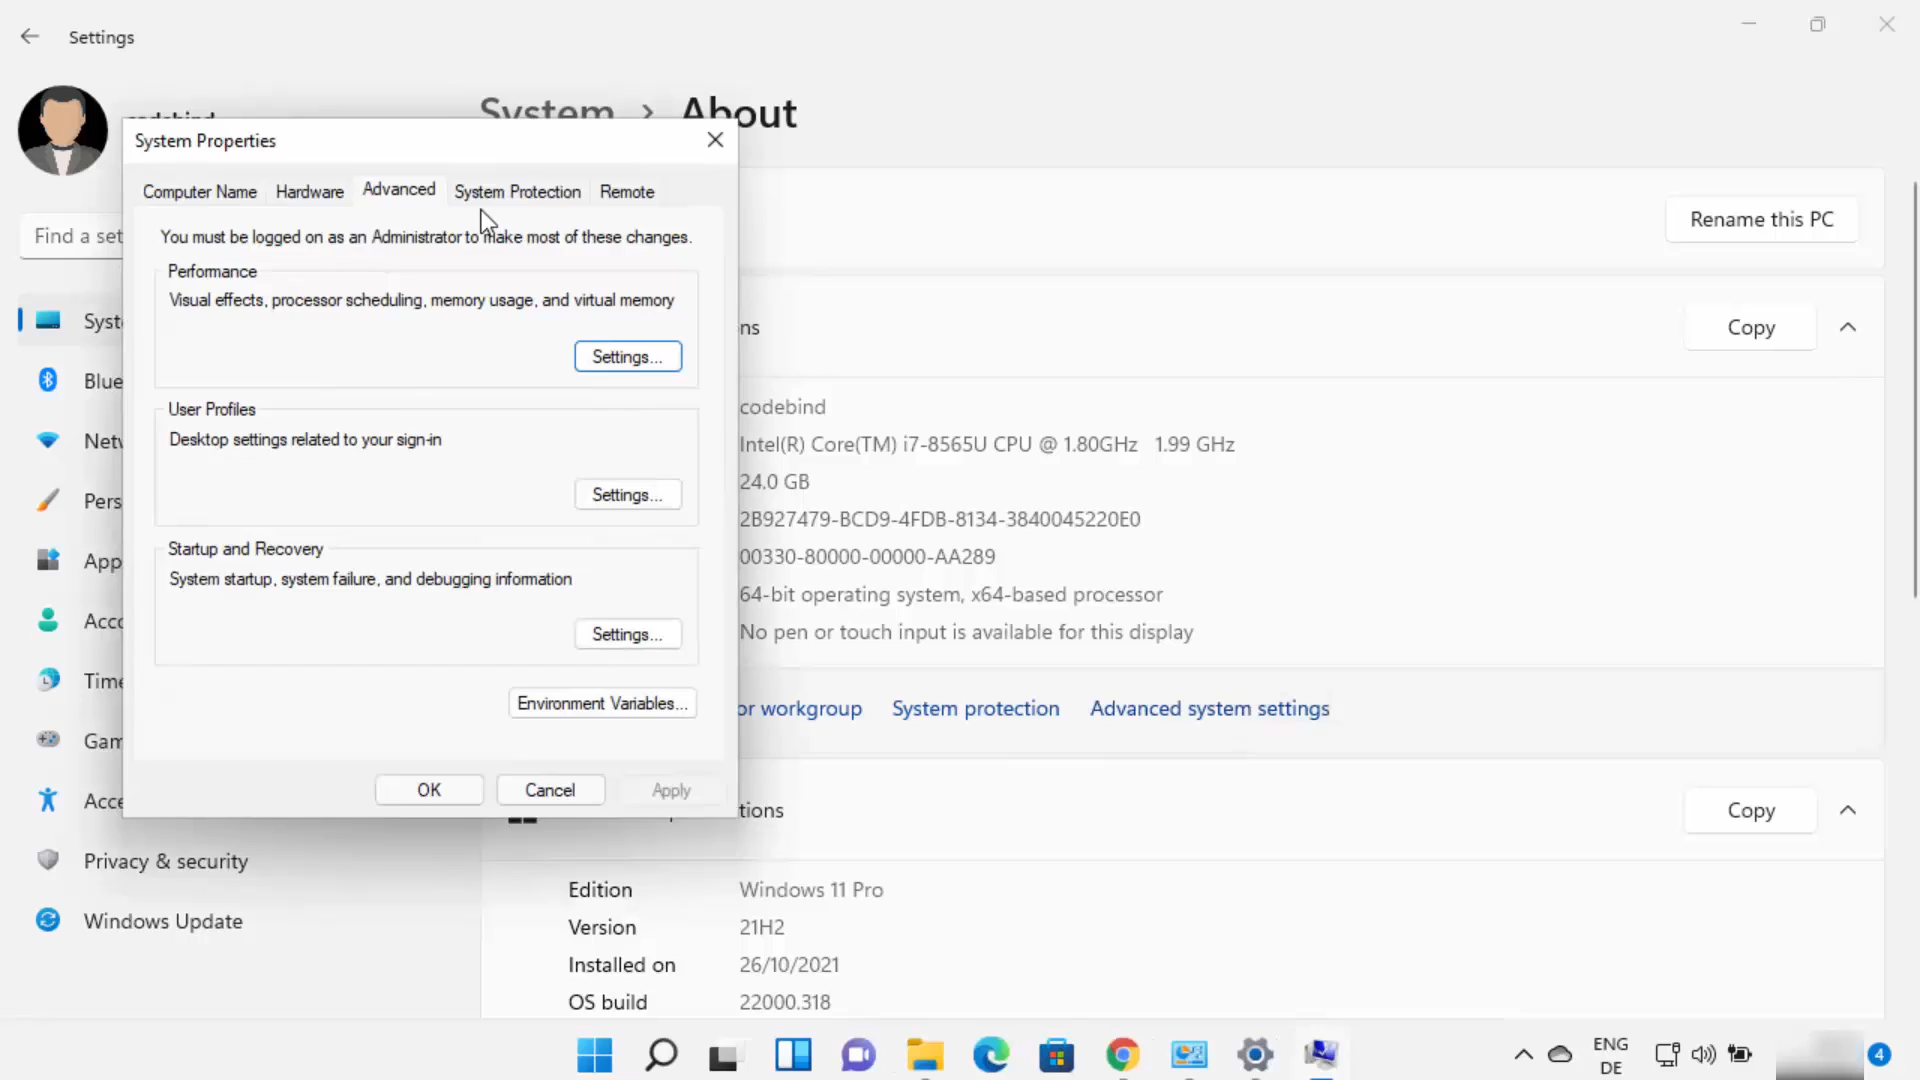 Settings
System > About
System Properties
Computer Name Hardware Advanced System Protection Remote
You must be logged on as an Administrator to make most of these changes.
Performance
Visual effects, processor scheduling, memory usage, and virtual memory
Settings...
User Profiles
Desktop settings related to your sign-in
Settings...
Startup and Recovery
System startup, system failure, and debugging information
Settings...
Environment Variables...
OK Cancel Apply
Find a set
Syst
Blue
Netw
Pers
App
Acco
Time
Gam
Acce
Privacy & security
Windows Update
Rename this PC
ns
Copy
codebind
Intel(R) Core(TM) i7-8565U CPU @ 1.80GHz 1.99 GHz
24.0 GB
2B927479-BCD9-4FDB-8134-3840045220E0
00330-80000-00000-AA289
64-bit operating system, x64-based processor
No pen or touch input is available for this display
or workgroup System protection Advanced system settings
tions
Copy
Edition Windows 11 Pro
Version 21H2
Installed on 26/10/2021
OS build 22000.318
ENG
DE
4